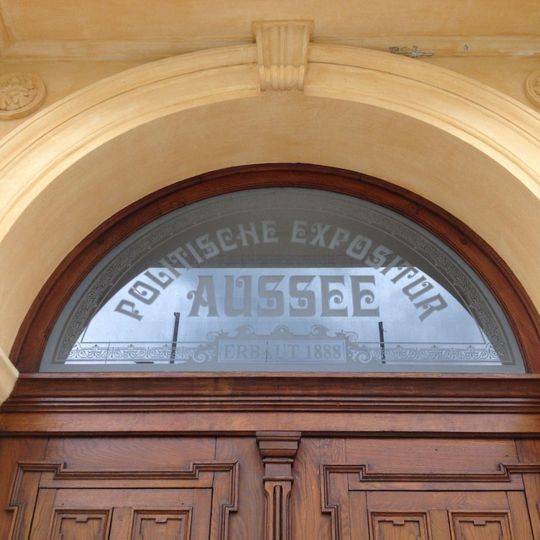 POLITISCHE EXPOSITUR
AUSSEE
ERBAUT 1888